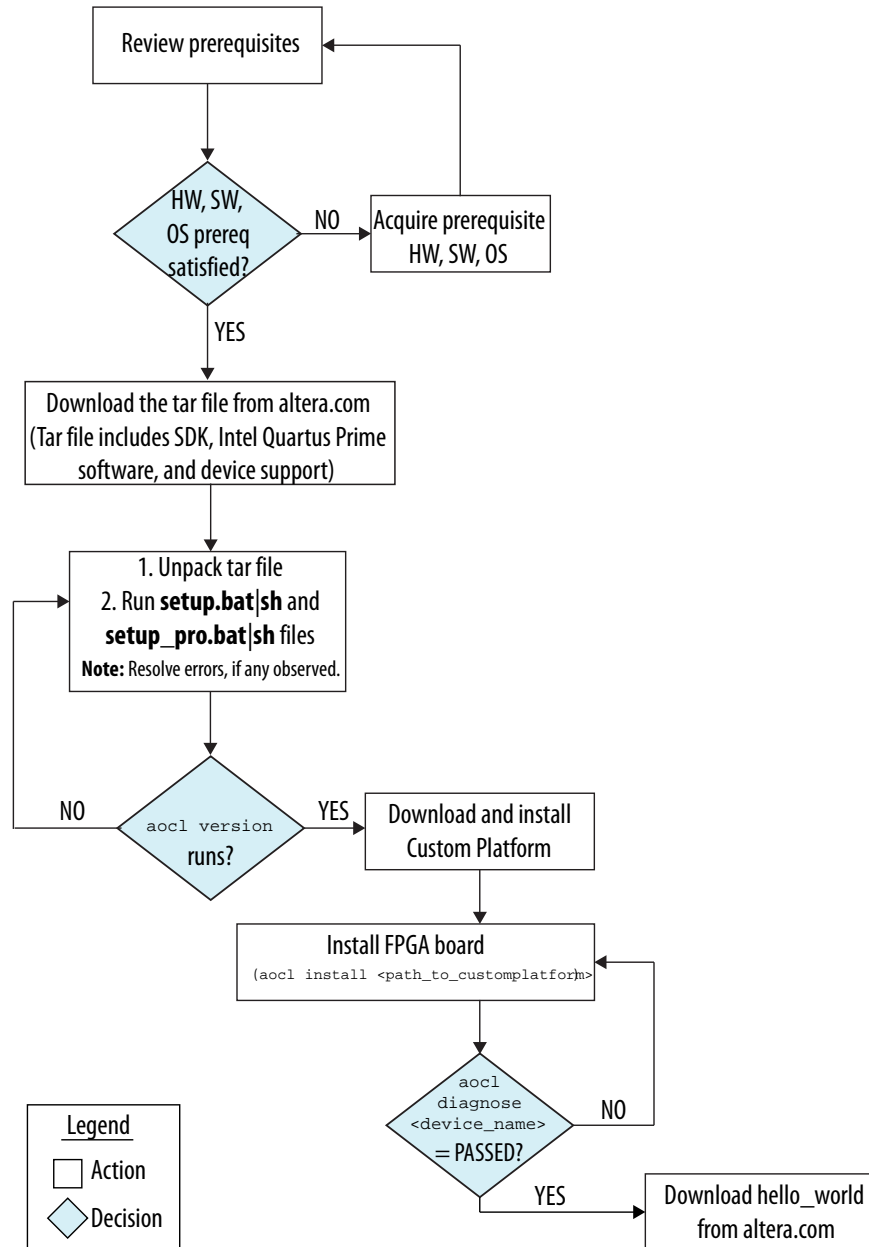 Review prerequisites
HW, SW,
OS prereq
satisfied?
NO
Acquire prerequisite
HW, SW, OS
YES
Download the tar file from altera.com
(Tar file includes SDK, Intel Quartus Prime
software, and device support)
1. Unpack tar file
2. Run setup.bat|sh and
setup_pro.bat|sh files
Note: Resolve errors, if any observed.
NO
aocl version
runs?
YES
Download and install
Custom Platform
Install FPGA board
(aocl install <path_to_customplatform>)
aocl
diagnose
<device_name>
= PASSED?
NO
YES
Download hello_world
from altera.com
Legend
Action
Decision